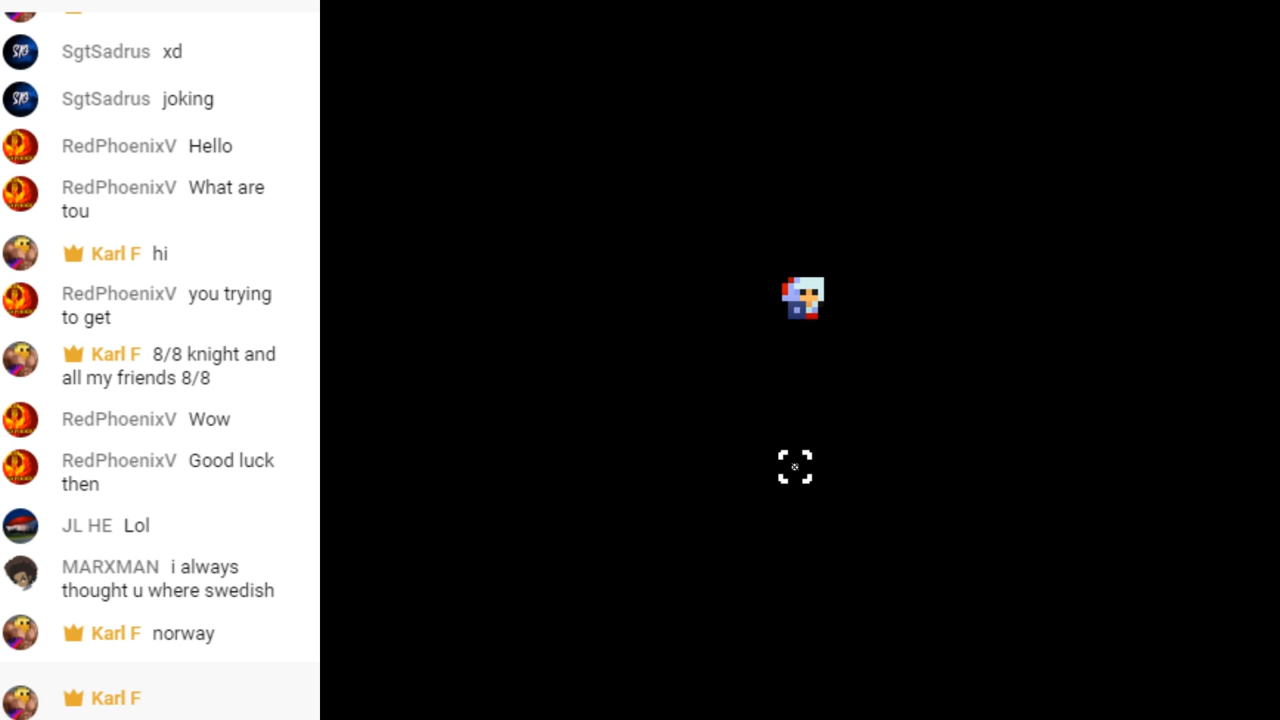 SgtSadrus xd
SgtSadrus joking
RedPhoenixV Hello
RedPhoenixV What are
tou
Karl F hi
RedPhoenixV you trying
to get
Karl F 8/8 knight and
all my friends 8/8
RedPhoenixV Wow
RedPhoenixV Good luck
then
JL HE Lol
MARXMAN i always
thought u where swedish
Karl F norway
Karl F